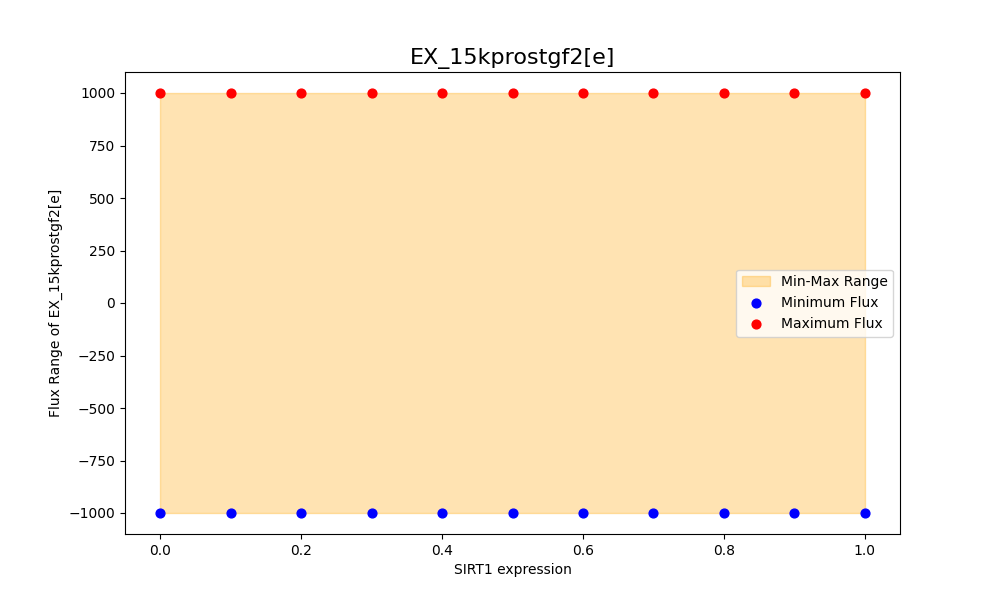 EX_15kprostgf2[e]
Flux Range of EX_15kprostgf2[e]
1000
750
500
250
0
−250
−500
−750
−1000
Min-Max Range
Minimum Flux
Maximum Flux
0.0
0.2
0.4
0.6
0.8
1.0
SIRT1 expression